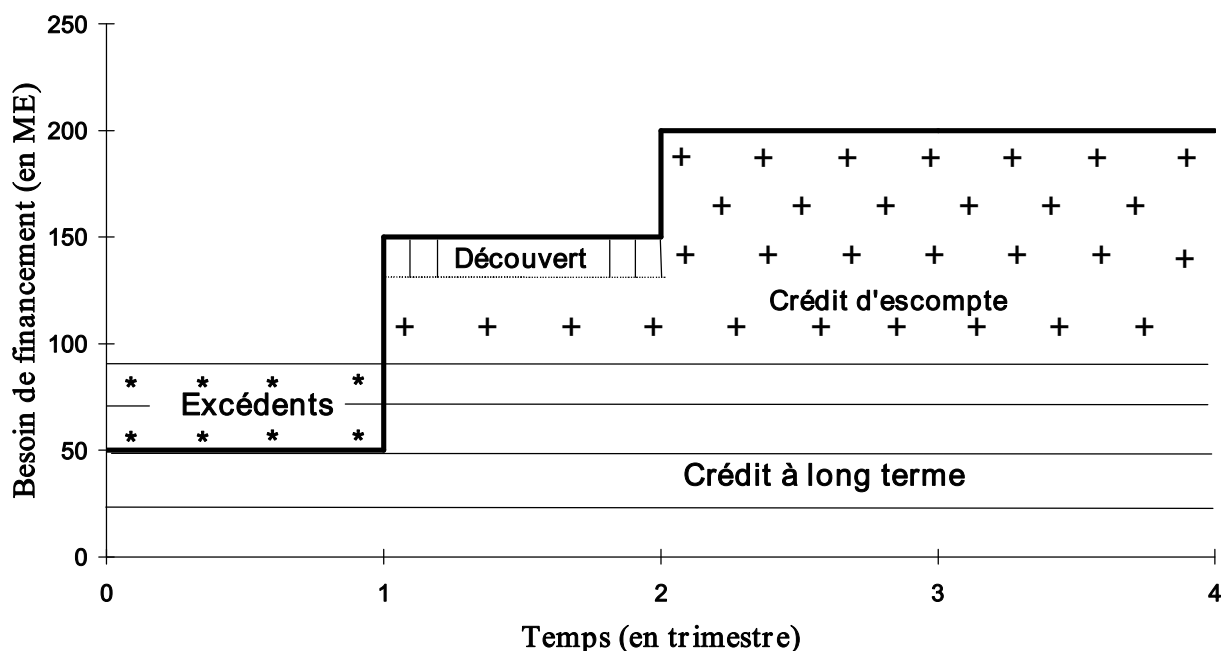 250
200
150
100
50
0
Besoin de financement (en ME)
Découvert
Crédit d'escompte
Excédents
Crédit à long terme
0 1 2 3 4
Temps (en trimestre)